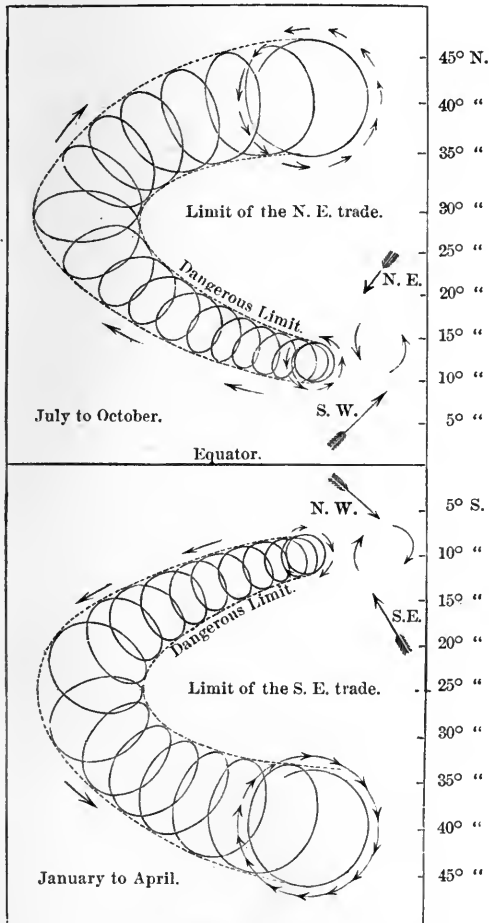 45° N.
40° “
35° “
Limit of the N. E. trade.
30° “
25° “
Dangerous Limit.
N. E.
20° “
15° “
10° “
S. W.
July to October.
5° “
Equator.
N. W.
5° S.
10° “
15° “
Dangerous Limit.
S.E.
20° “
Limit of the S. E. trade.
25° “
30° “
35° “
40° “
January to April.
45° “